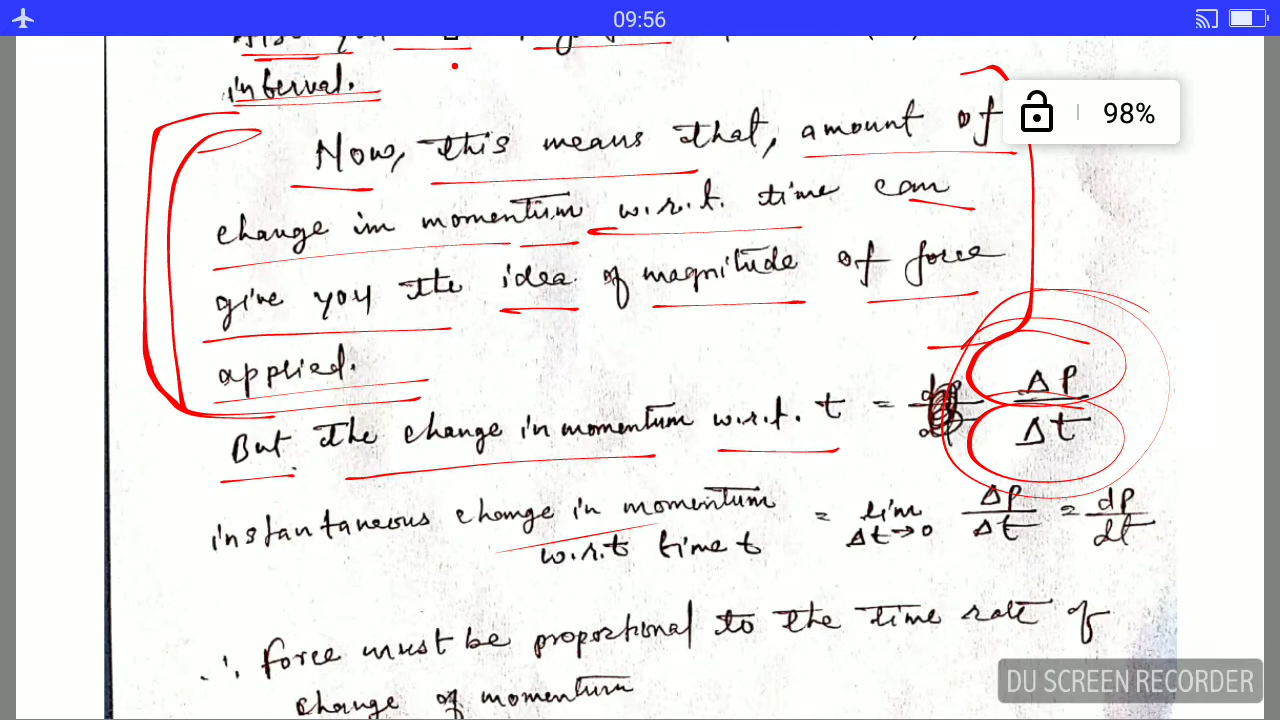 09:56
interval.
98%
Now, this means that, amount of
change in momentum w.r.t. time can
give you the idea of magnitude of force
applied.
But the change in momentum w.r.t. t = Δp/Δt
instantaneous change in momentum = lim Δt→0 Δp/Δt = dp/dt
w.r.t time t
∴ force must be proportional to the time rate of
change of momentum
DU SCREEN RECORDER